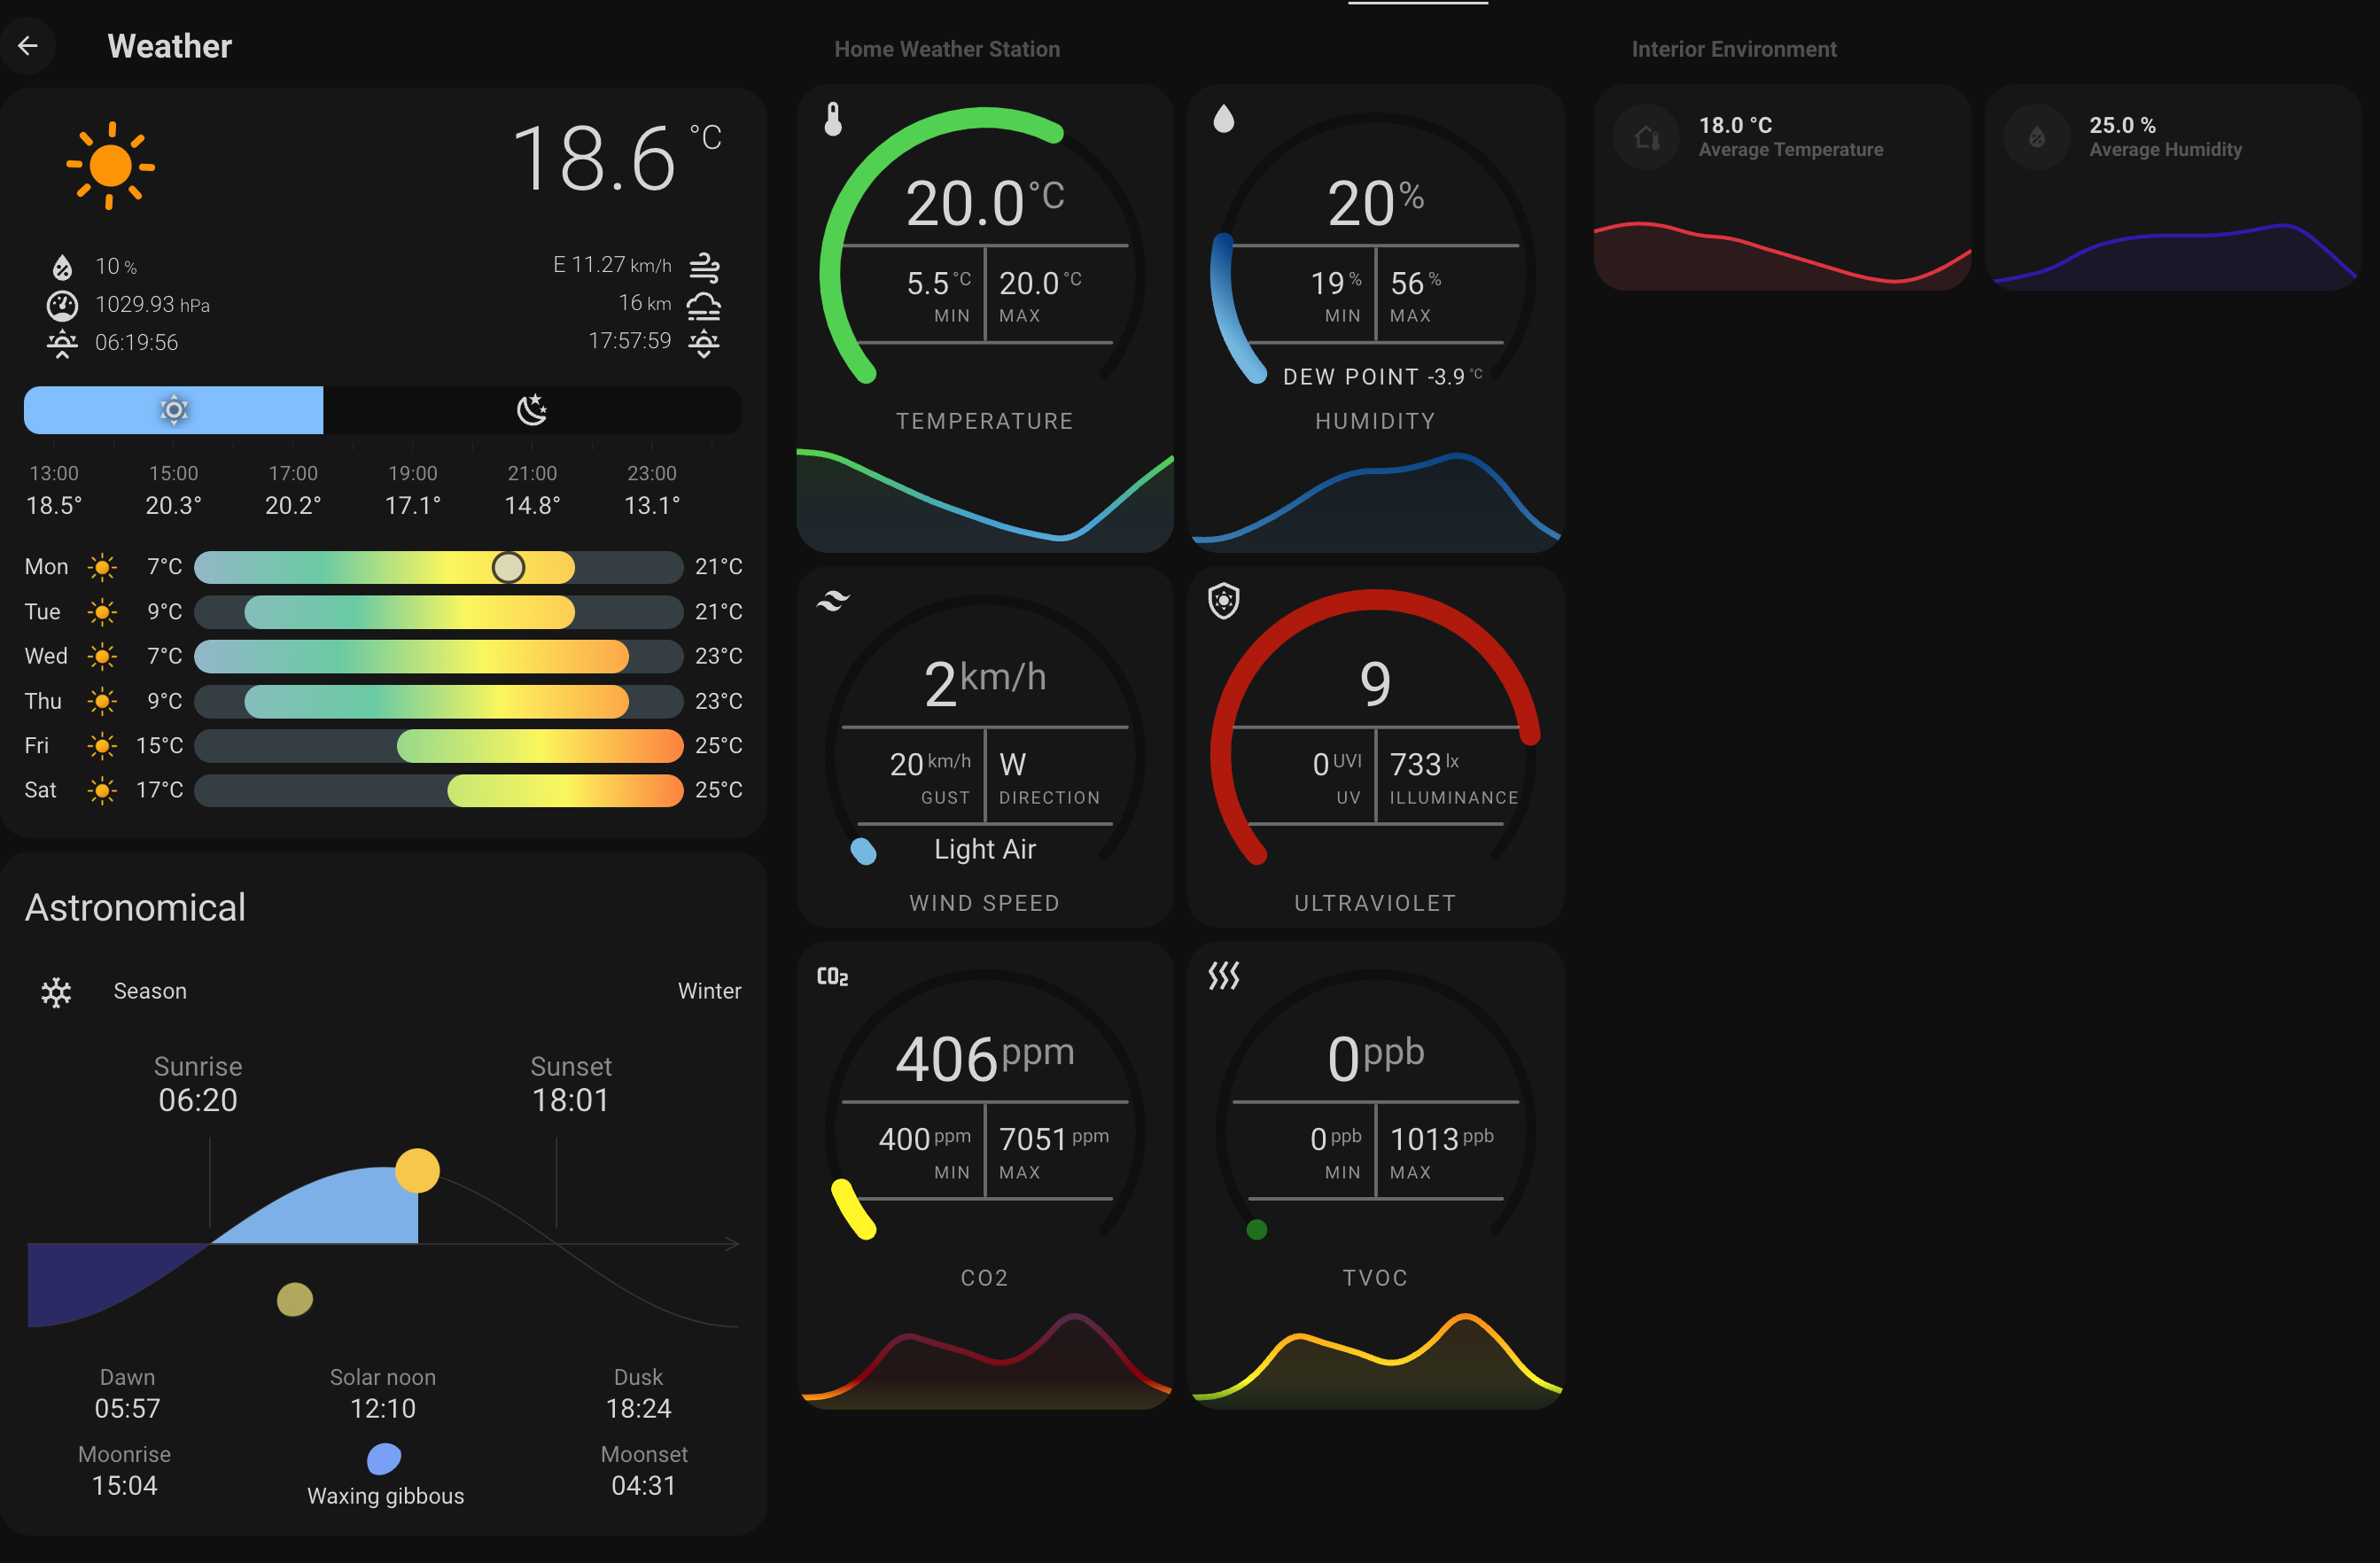 Weather
18.6 °C
10 %
E 11.27 km/h
1029.93 hPa
16 km
06:19:56
17:57:59
13:00 15:00 17:00 19:00 21:00 23:00
18.5° 20.3° 20.2° 17.1° 14.8° 13.1°
Mon 7°C 21°C
Tue 9°C 21°C
Wed 7°C 23°C
Thu 9°C 23°C
Fri 15°C 25°C
Sat 17°C 25°C
Astronomical
Season Winter
Sunrise Sunset
06:20 18:01
Dawn Solar noon Dusk
05:57 12:10 18:24
Moonrise Moonset
15:04 04:31
Waxing gibbous
Home Weather Station
20.0 °C
5.5 °C 20.0 °C
MIN MAX
TEMPERATURE
20 %
19 % 56 %
MIN MAX
DEW POINT -3.9 °C
HUMIDITY
2 km/h
20 km/h W
GUST DIRECTION
Light Air
WIND SPEED
9
0 UVI 733 lx
UV ILLUMINANCE
ULTRAVIOLET
CO2
406 ppm
400 ppm 7051 ppm
MIN MAX
CO2
0 ppb
0 ppb 1013 ppb
MIN MAX
TVOC
Interior Environment
18.0 °C
Average Temperature
25.0 %
Average Humidity